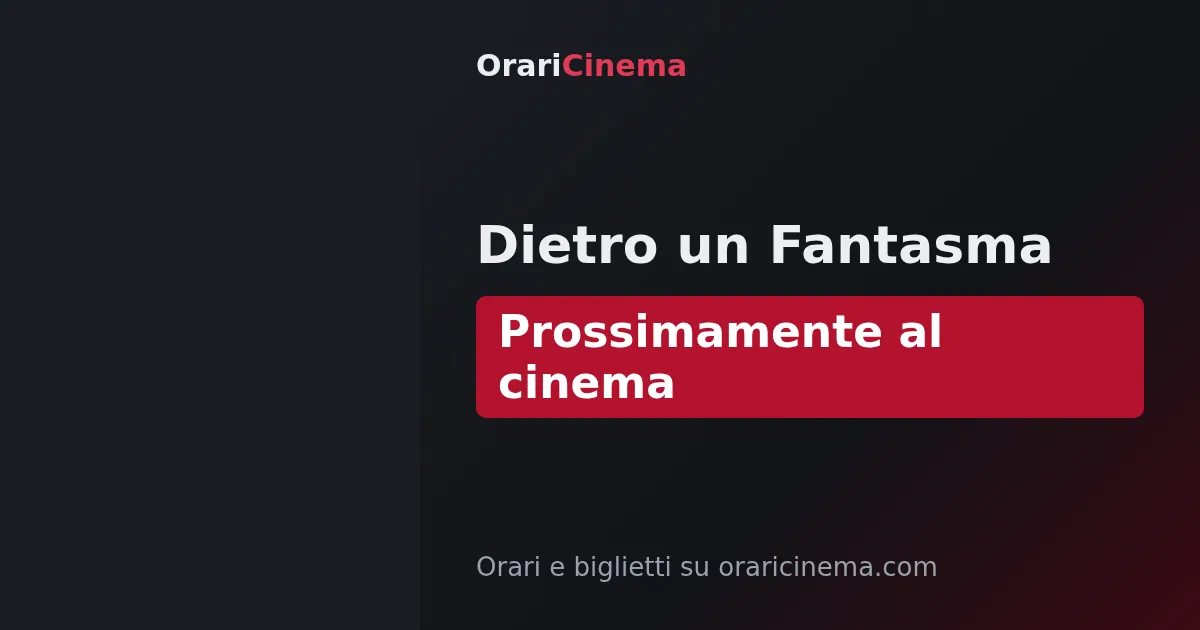 OrariCinema
Dietro un Fantasma
Prossimamente al
cinema
Orari e biglietti su oraricinema.com